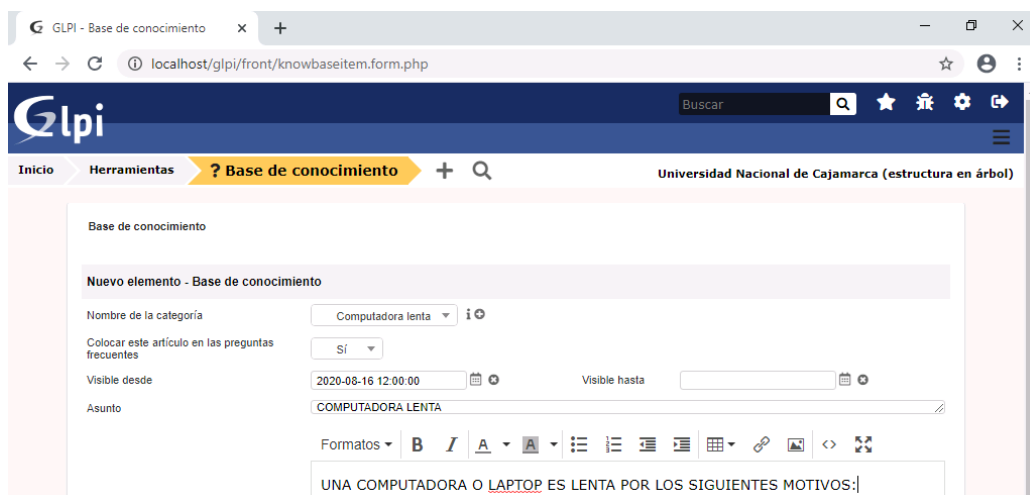 GLPI - Base de conocimiento
localhost/glpi/front/knowbaseitem.form.php
Glpi
Buscar
Inicio Herramientas ? Base de conocimiento Universidad Nacional de Cajamarca (estructura en árbol)
Base de conocimiento
Nuevo elemento - Base de conocimiento
Nombre de la categoría Computadora lenta
Colocar este artículo en las preguntas
frecuentes Sí
Visible desde 2020-08-16 12:00:00 Visible hasta
Asunto COMPUTADORA LENTA
Formatos B I A A
UNA COMPUTADORA O LAPTOP ES LENTA POR LOS SIGUIENTES MOTIVOS: